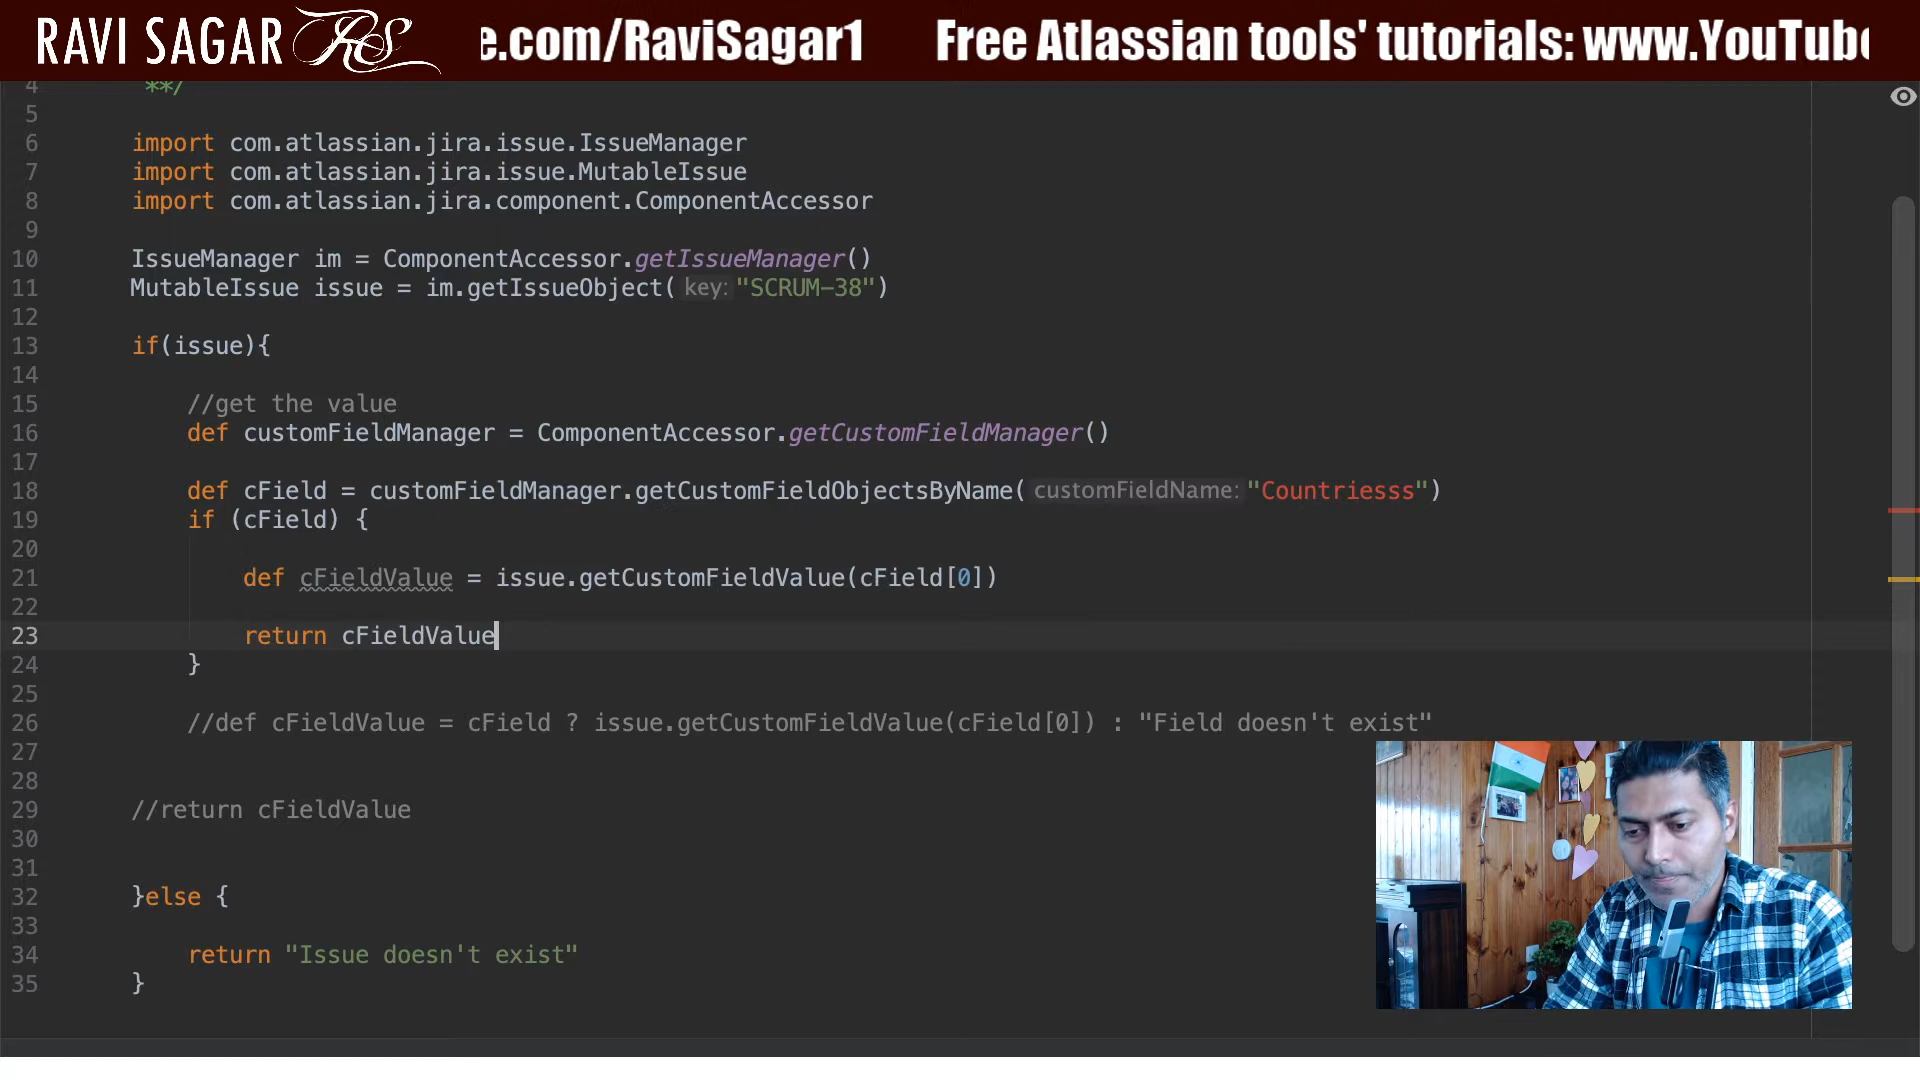 RAVI SAGAR RS
e.com/RaviSagar1 Free Atlassian tools' tutorials: www.YouTube
4 **/
5
6 import com.atlassian.jira.issue.IssueManager
7 import com.atlassian.jira.issue.MutableIssue
8 import com.atlassian.jira.component.ComponentAccessor
9
10 IssueManager im = ComponentAccessor.getIssueManager()
11 MutableIssue issue = im.getIssueObject( key: "SCRUM-38")
12
13 if(issue){
14
15 //get the value
16 def customFieldManager = ComponentAccessor.getCustomFieldManager()
17
18 def cField = customFieldManager.getCustomFieldObjectsByName( customFieldName: "Countriesss")
19 if (cField) {
20
21 def cFieldValue = issue.getCustomFieldValue(cField[0])
22
23 return cFieldValue
24 }
25
26 //def cFieldValue = cField ? issue.getCustomFieldValue(cField[0]) : "Field doesn't exist"
27
28
29 //return cFieldValue
30
31
32 }else {
33
34 return "Issue doesn't exist"
35 }